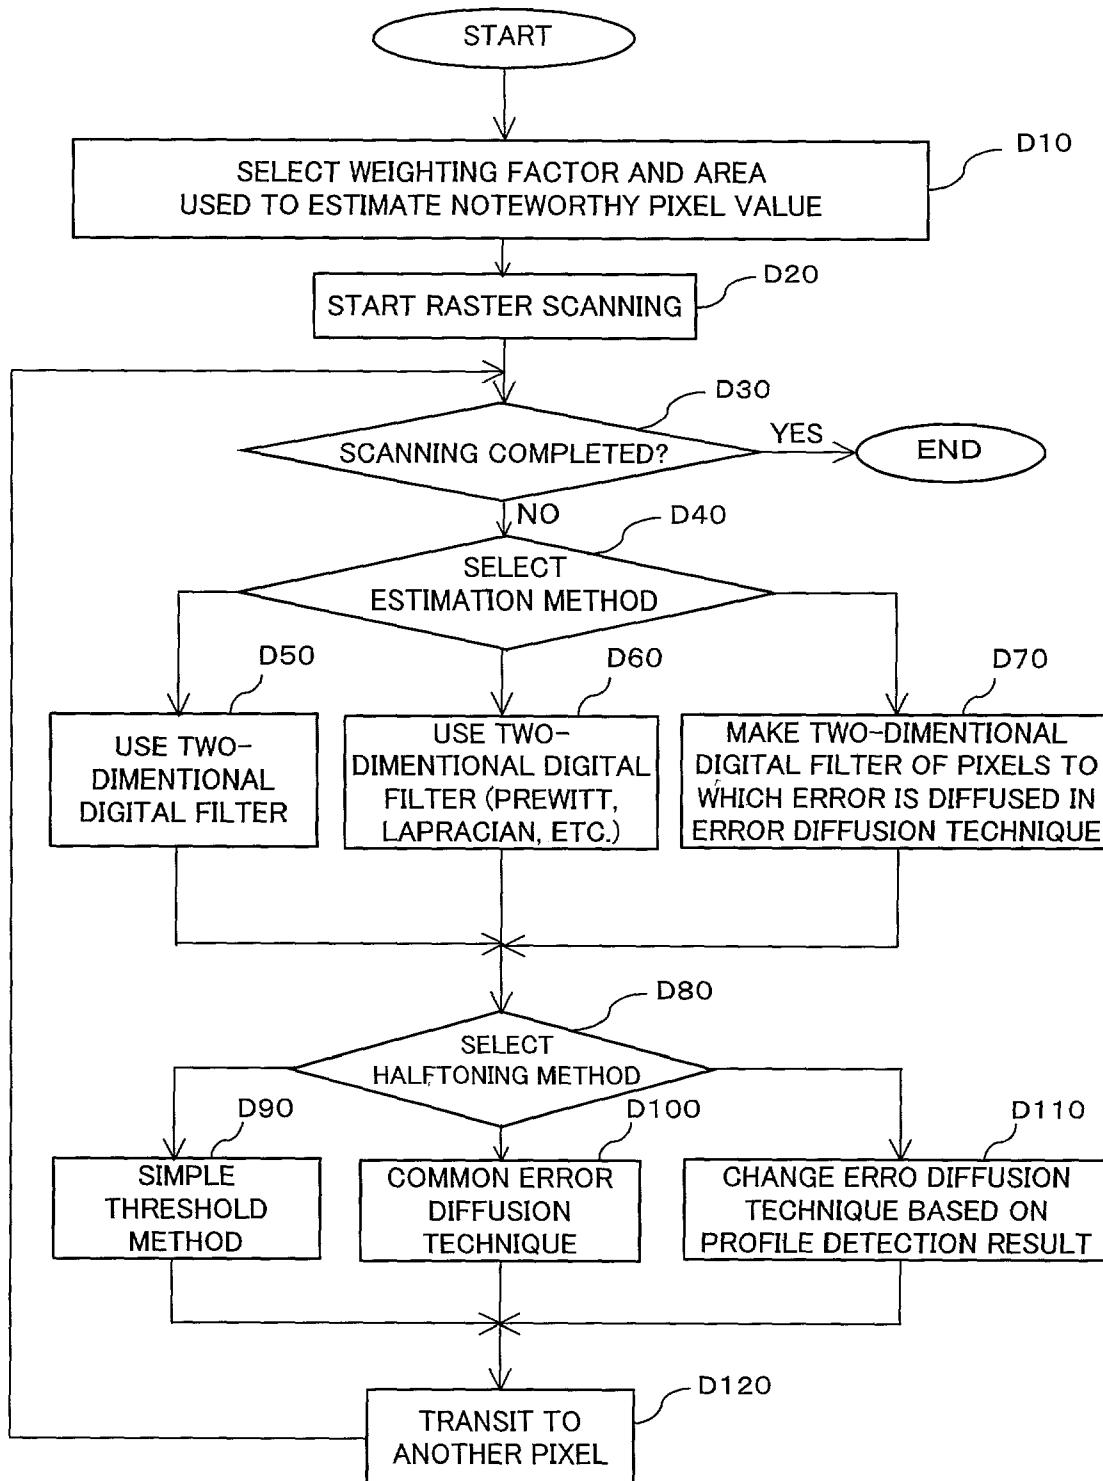 START
D10
SELECT WEIGHTING FACTOR AND AREA
USED TO ESTIMATE NOTEWORTHY PIXEL VALUE
D20
START RASTER SCANNING
D30
SCANNING COMPLETED?
YES
END
NO
D40
SELECT
ESTIMATION METHOD
D50
USE TWO-
DIMENTIONAL
DIGITAL FILTER
D60
USE TWO-
DIMENTIONAL DIGITAL
FILTER (PREWITT,
LAPRACIAN, ETC.)
D70
MAKE TWO-DIMENTIONAL
DIGITAL FILTER OF PIXELS TO
WHICH ERROR IS DIFFUSED IN
ERROR DIFFUSION TECHNIQUE
D80
SELECT
HALFTONING METHOD
D90
SIMPLE
THRESHOLD
METHOD
D100
COMMON ERROR
DIFFUSION
TECHNIQUE
D110
CHANGE ERRO DIFFUSION
TECHNIQUE BASED ON
PROFILE DETECTION RESULT
D120
TRANSIT TO
ANOTHER PIXEL